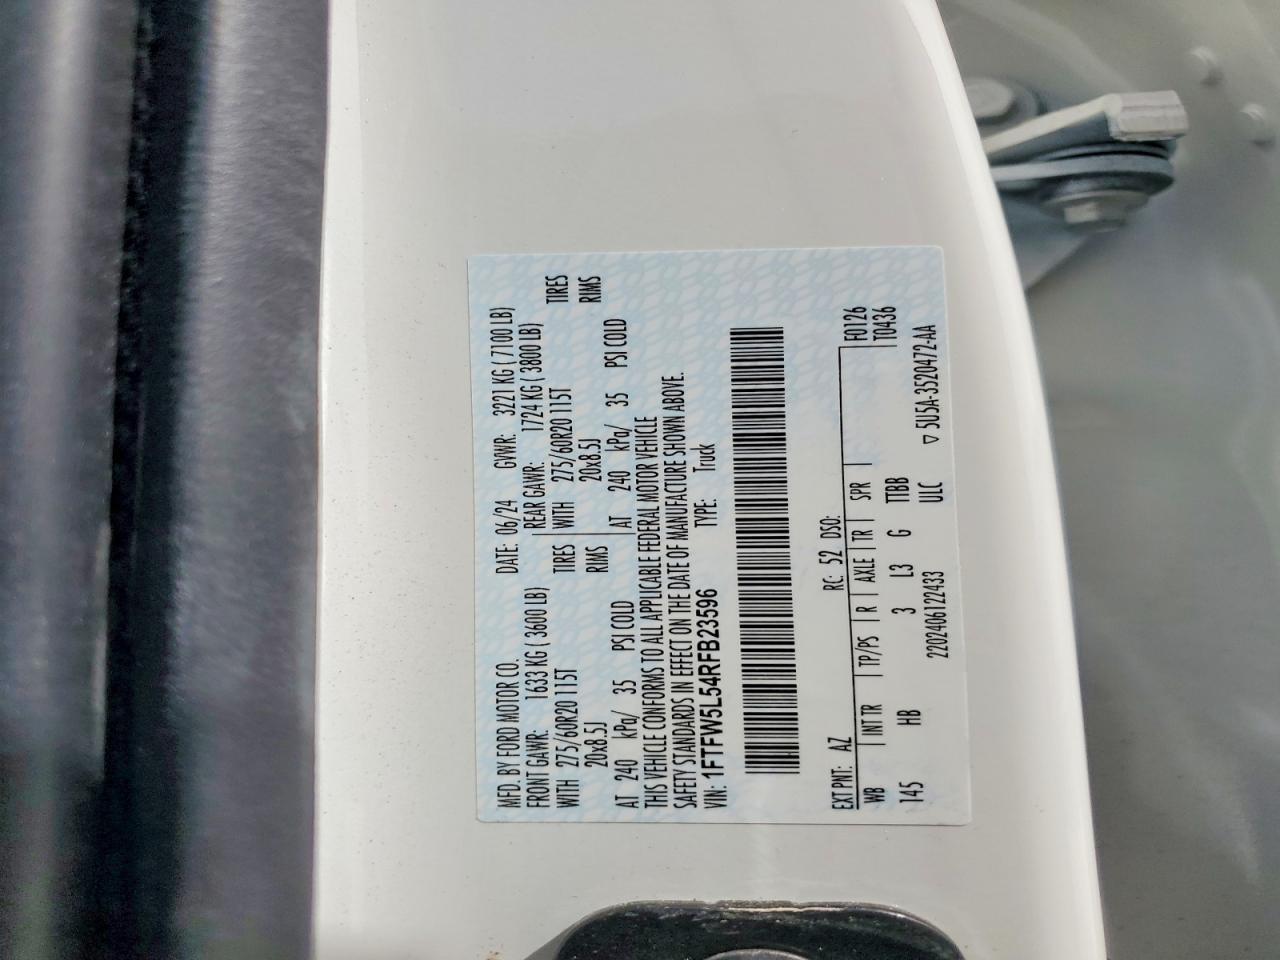 MFD. BY FORD MOTOR CO. DATE: 06/24 GVWR: 3221 KG ( 7100 LB)
FRONT GAWR: 1633 KG ( 3600 LB) REAR GAWR: 1724 KG ( 3800 LB)
WITH 275/60R20 115T TIRES WITH 275/60R20 115T TIRES
20x8.5J RIMS 20x8.5J RIMS
AT 240 kPa/ 35 PSI COLD AT 240 kPa/ 35 PSI COLD
THIS VEHICLE CONFORMS TO ALL APPLICABLE FEDERAL MOTOR VEHICLE
SAFETY STANDARDS IN EFFECT ON THE DATE OF MANUFACTURE SHOWN ABOVE.
VIN: 1FTFW5L54RFB23596 TYPE: Truck
EXT PNT: AZ RC: 52 DSO: F0126
WB INT TR TP/PS R AXLE TR SPR T0436
145 HB 3 L3 G TTBB
2202406122433 ULC ▽ 5U5A-3520472-AA